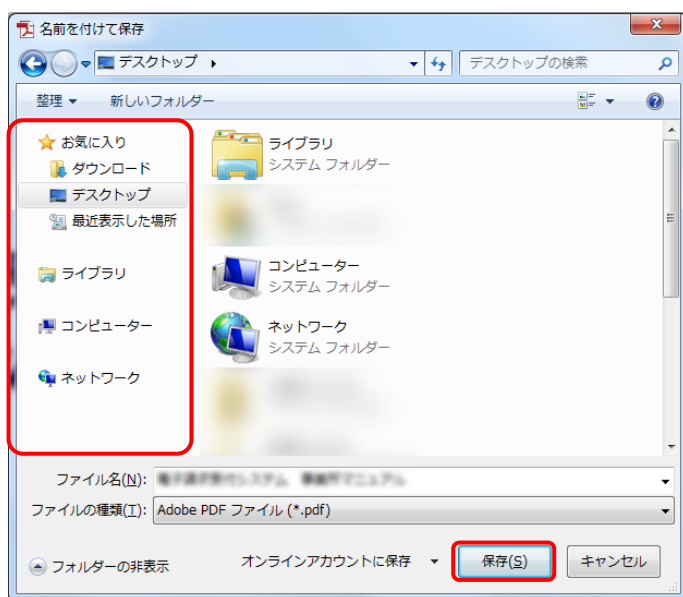 名前を付けて保存
デスクトップ
デスクトップの検索
整理
新しいフォルダー
お気に入り
ダウンロード
デスクトップ
最近表示した場所
ライブラリ
コンピューター
ネットワーク
ライブラリ
システム フォルダー
コンピューター
システム フォルダー
ネットワーク
システム フォルダー
ファイル名(N):
ファイルの種類(T): Adobe PDF ファイル (*.pdf)
フォルダーの非表示 オンラインアカウントに保存 保存(S) キャンセル